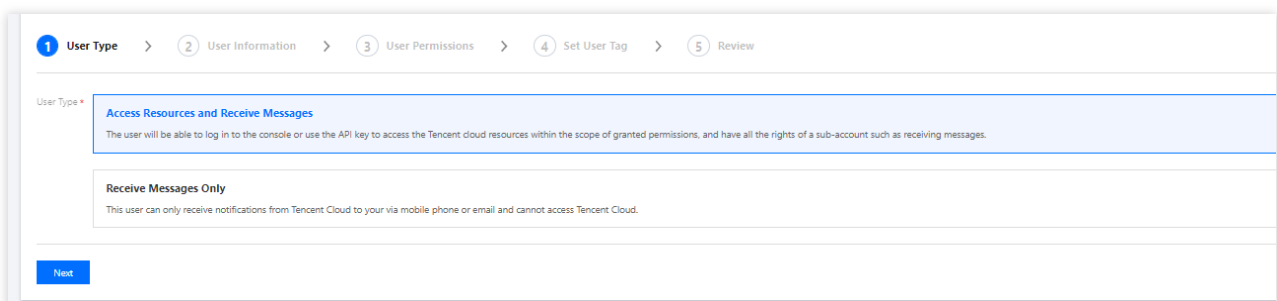 1 User Type > 2 User Information > 3 User Permissions > 4 Set User Tag > 5 Review
User Type *
Access Resources and Receive Messages
The user will be able to log in to the console or use the API key to access the Tencent cloud resources within the scope of granted permissions, and have all the rights of a sub-account such as receiving messages.
Receive Messages Only
This user can only receive notifications from Tencent Cloud to your via mobile phone or email and cannot access Tencent Cloud.
Next